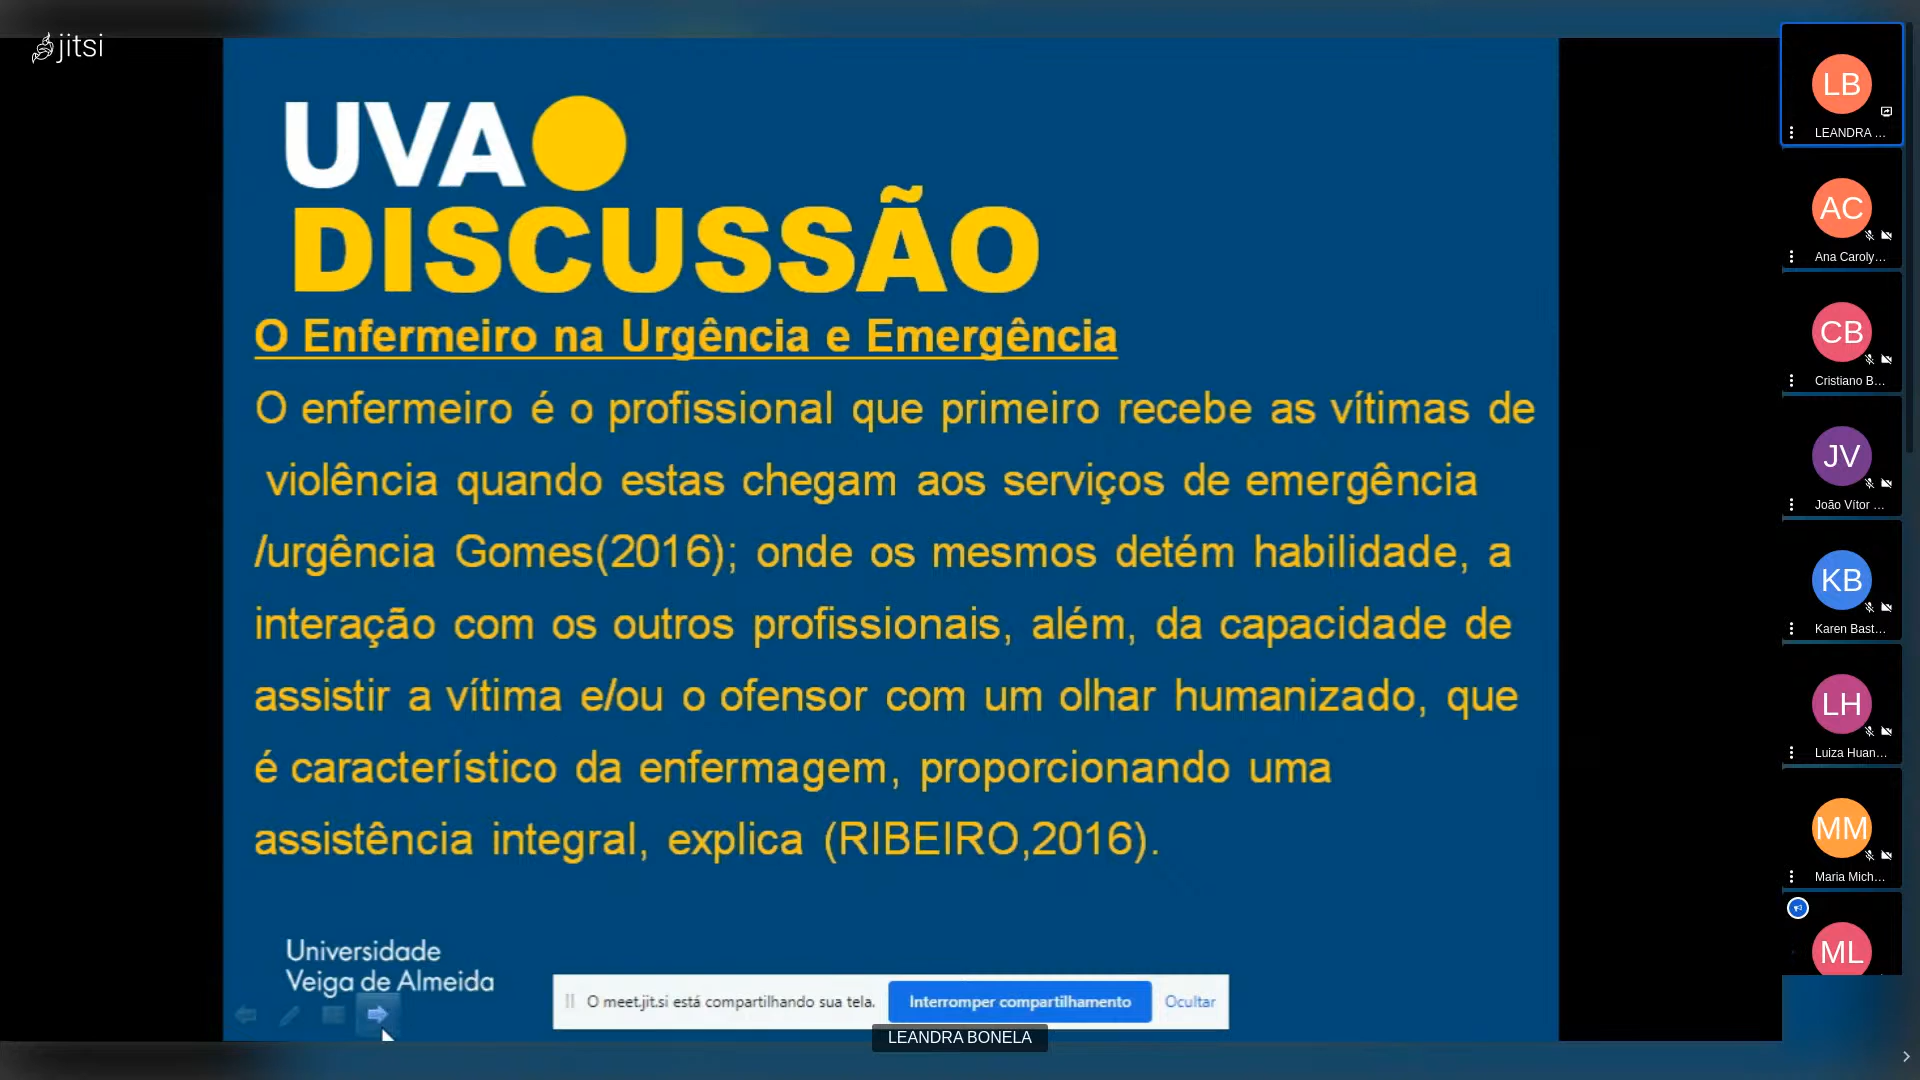 jitsi
UVA
DISCUSSÃO
O Enfermeiro na Urgência e Emergência
O enfermeiro é o profissional que primeiro recebe as vítimas de
violência quando estas chegam aos serviços de emergência
/urgência Gomes(2016); onde os mesmos detém habilidade, a
interação com os outros profissionais, além, da capacidade de
assistir a vítima e/ou o ofensor com um olhar humanizado, que
é característico da enfermagem, proporcionando uma
assistência integral, explica (RIBEIRO,2016).
Universidade
Veiga de Almeida
O meet.jit.si está compartilhando sua tela.
Interromper compartilhamento
Ocultar
LEANDRA BONELA
LB
LEANDRA ...
AC
Ana Caroly...
CB
Cristiano B...
JV
João Vítor ...
KB
Karen Bast...
LH
Luiza Huan...
MM
Maria Mich...
ML